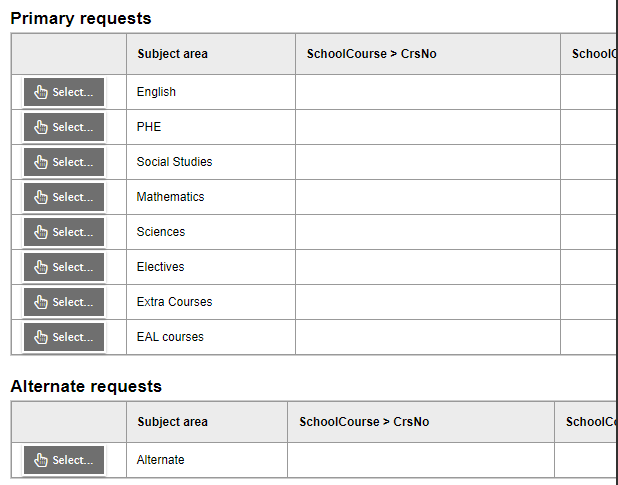 Primary requests
Subject area SchoolCourse > CrsNo
Select... English
Select... PHE
Select... Social Studies
Select... Mathematics
Select... Sciences
Select... Electives
Select... Extra Courses
Select... EAL courses
Alternate requests
Subject area SchoolCourse > CrsNo
Select... Alternate